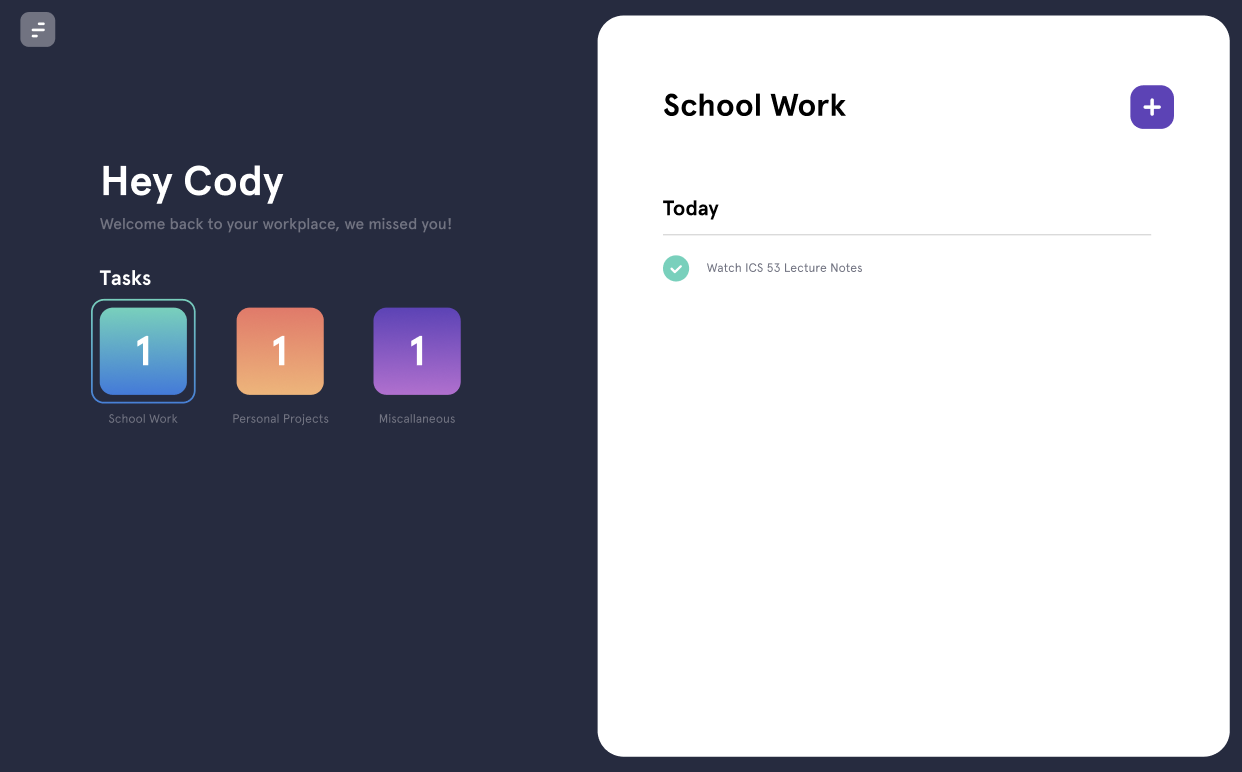 Hey Cody
Welcome back to your workplace, we missed you!
Tasks
1
1
1
School Work
Personal Projects
Miscallaneous
School Work
Today
Watch ICS 53 Lecture Notes